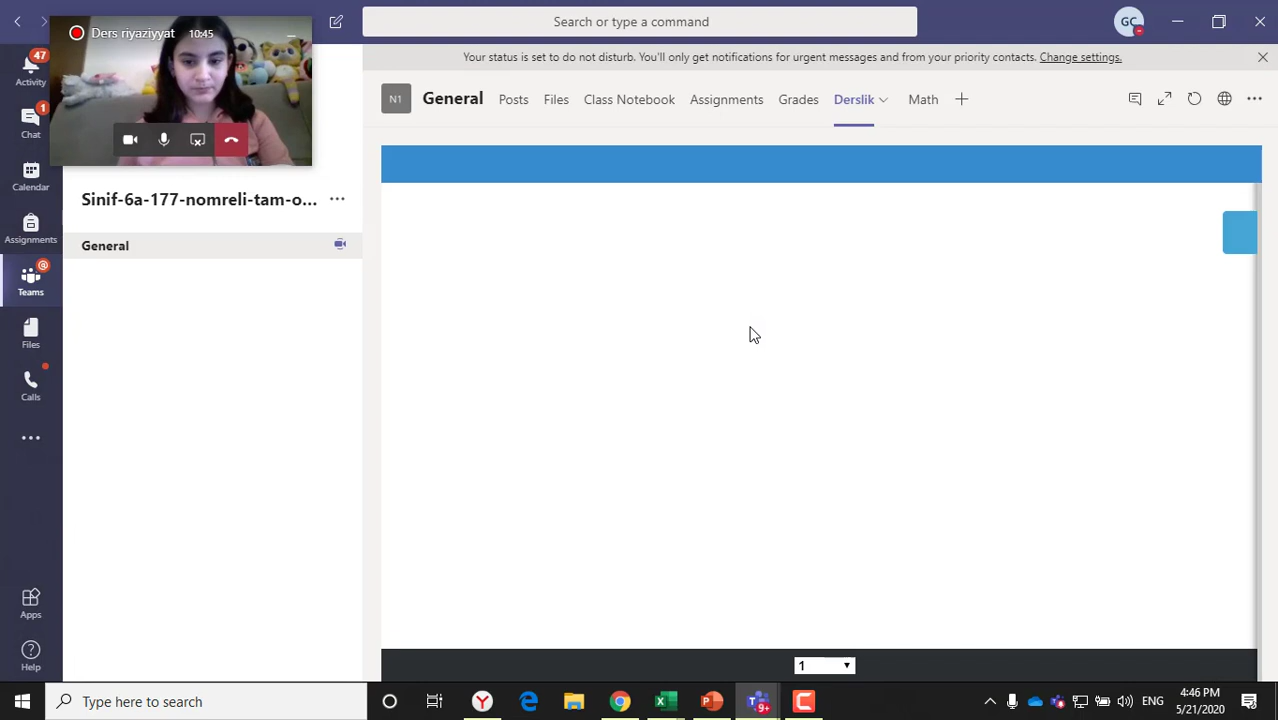 Ders riyaziyyat 10:45
Search or type a command
GC
Your status is set to do not disturb. You'll only get notifications for urgent messages and from your priority contacts. Change settings.
N1 General Posts Files Class Notebook Assignments Grades Derslik Math
47
Activity
1
Chat
Calendar
Assignments
Teams
Files
Calls
Apps
Help
Sinif-6a-177-nomreli-tam-o...
General
1
Type here to search
9+
ENG
4:46 PM
5/21/2020